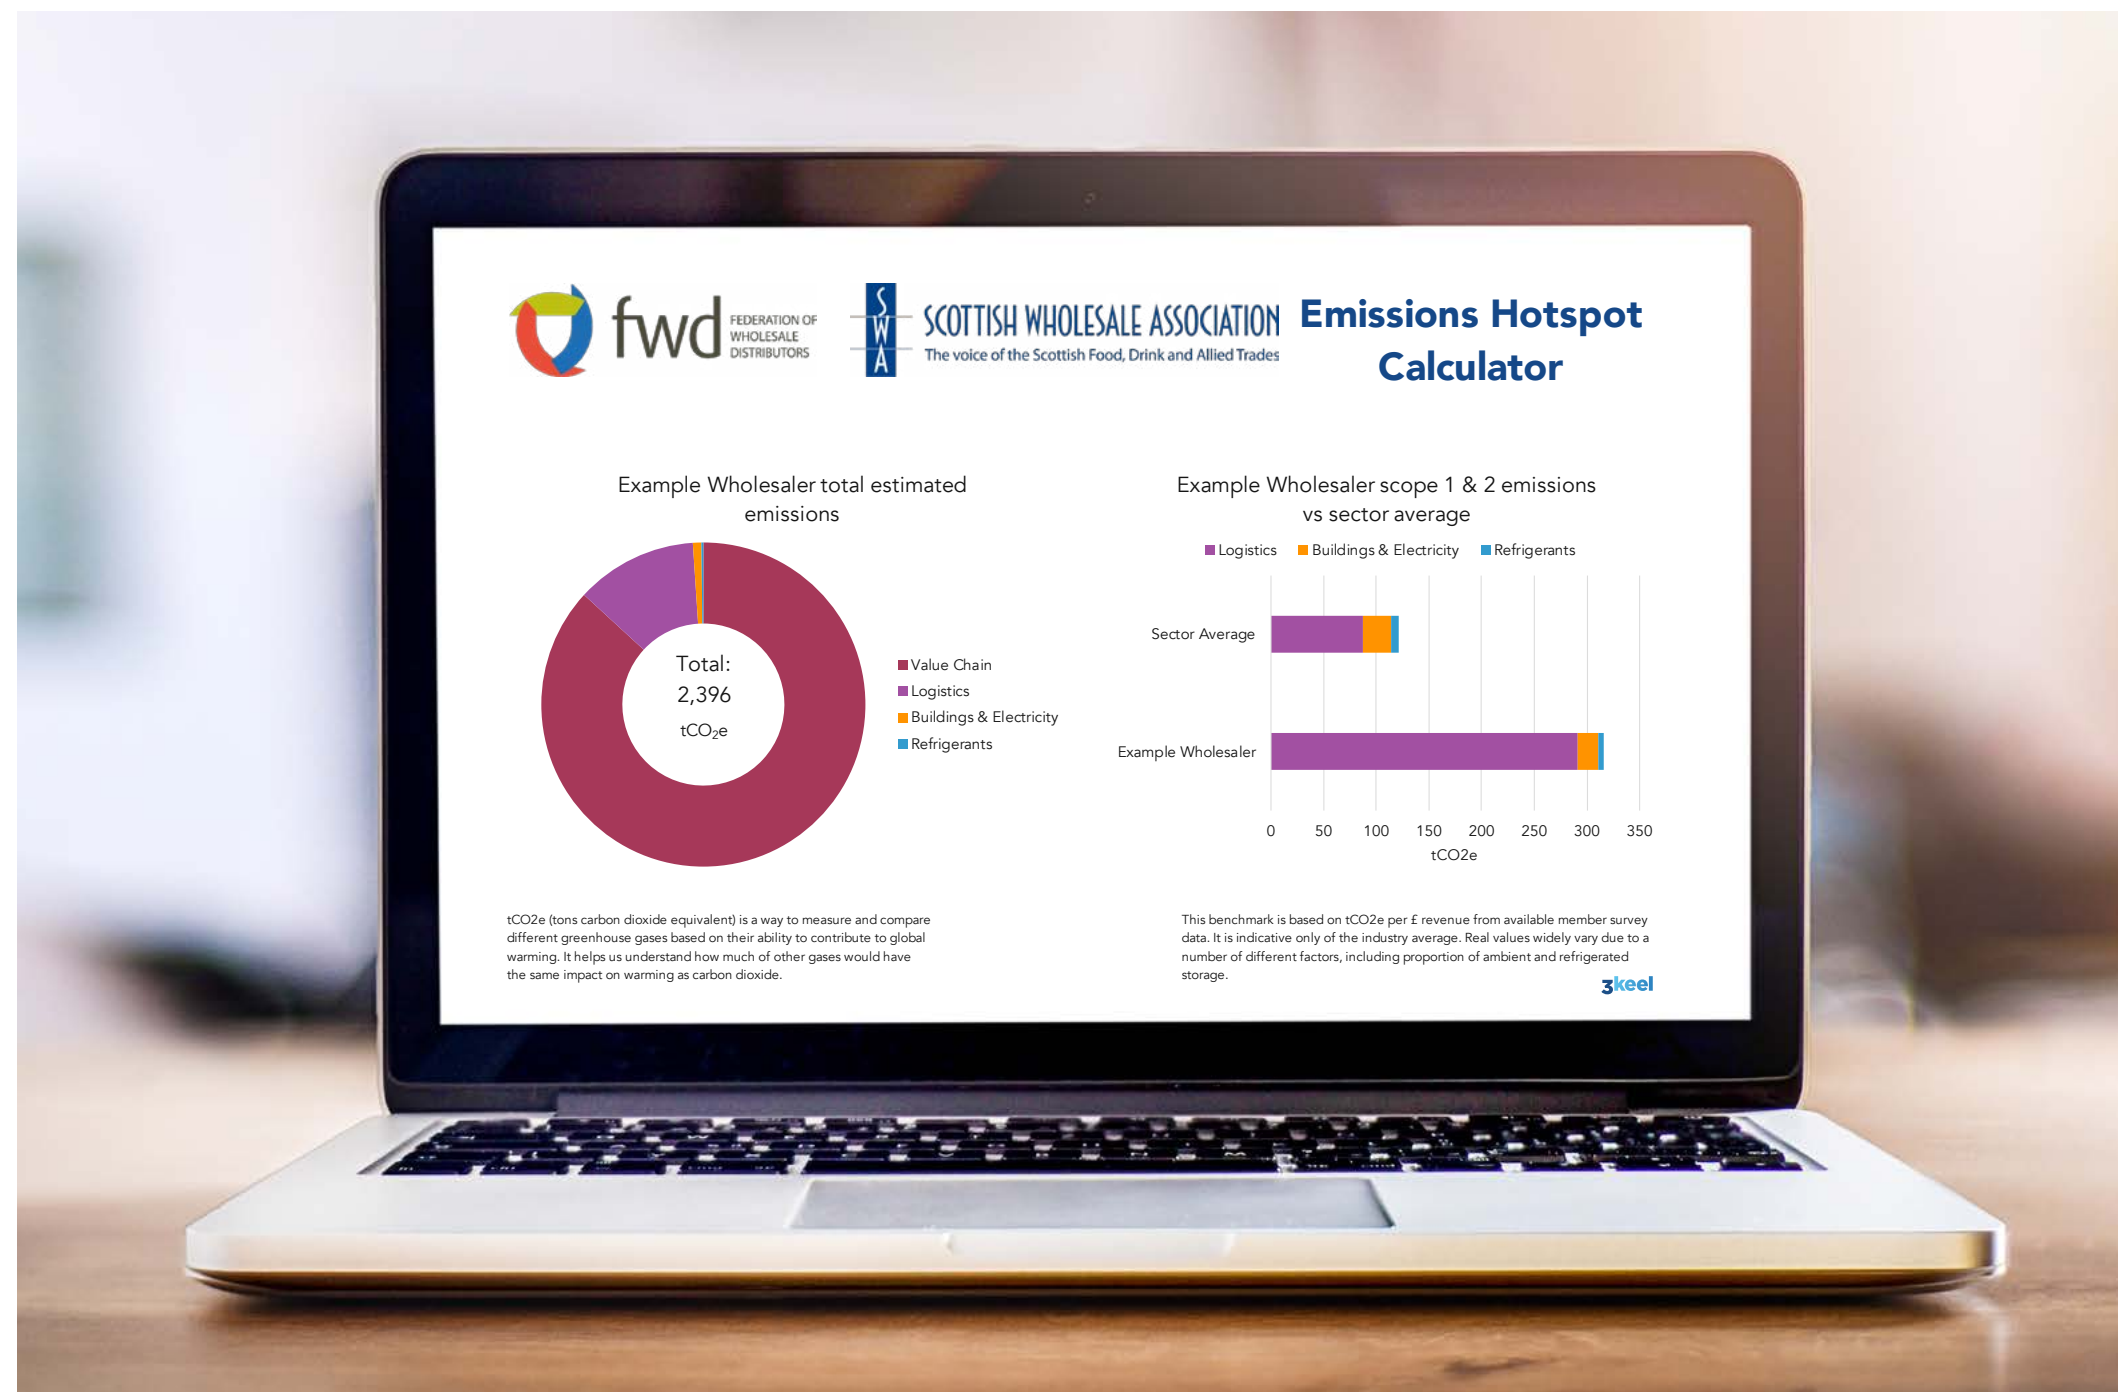 fwd
FEDERATION OF
WHOLESALE
DISTRIBUTORS
SWA
SCOTTISH WHOLESALE ASSOCIATION
The voice of the Scottish Food, Drink and Allied Trades
Emissions Hotspot
Calculator
Example Wholesaler total estimated
emissions
Total:
2,396
tCO₂e
Value Chain
Logistics
Buildings & Electricity
Refrigerants
tCO2e (tons carbon dioxide equivalent) is a way to measure and compare
different greenhouse gases based on their ability to contribute to global
warming. It helps us understand how much of other gases would have
the same impact on warming as carbon dioxide.
Example Wholesaler scope 1 & 2 emissions
vs sector average
Logistics Buildings & Electricity Refrigerants
Sector Average
Example Wholesaler
0 50 100 150 200 250 300 350
tCO2e
This benchmark is based on tCO2e per £ revenue from available member survey
data. It is indicative only of the industry average. Real values widely vary due to a
number of different factors, including proportion of ambient and refrigerated
storage.
3keel